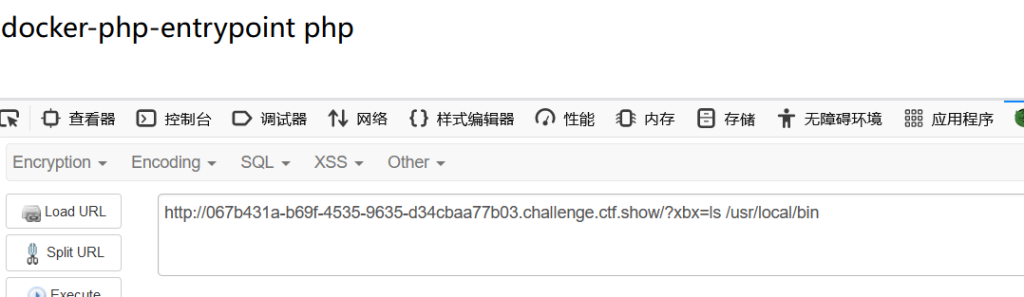 docker-php-entrypoint php
查看器 控制台 调试器 网络 样式编辑器 性能 内存 存储 无障碍环境 应用程序
Encryption Encoding SQL XSS Other
Load URL
http://067b431a-b69f-4535-9635-d34cbaa77b03.challenge.ctf.show/?xbx=ls /usr/local/bin
Split URL
Execute